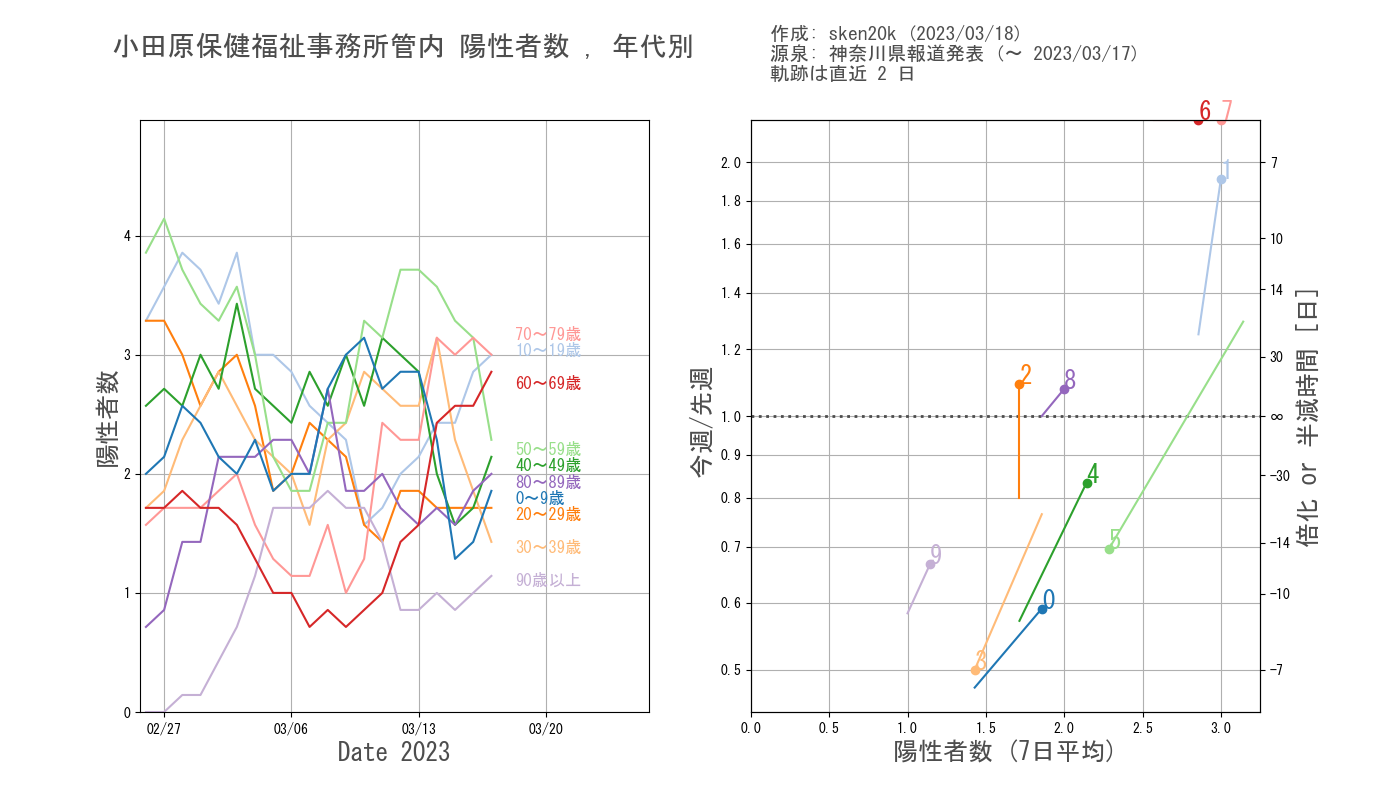 小田原保健福祉事務所管内 陽性者数 , 年代別
作成: sken20k (2023/03/18)
源泉: 神奈川県報道発表 (〜 2023/03/17)
軌跡は直近 2 日
陽性者数
4
3
2
1
0
02/27
03/06
03/13
03/20
Date 2023
70〜79歳
10〜19歳
60〜69歳
50〜59歳
40〜49歳
80〜89歳
0〜9歳
20〜29歳
30〜39歳
90歳以上
今週/先週
2.0
1.8
1.6
1.4
1.2
1.0
0.9
0.8
0.7
0.6
0.5
0.0
0.5
1.0
1.5
2.0
2.5
3.0
陽性者数 (7日平均)
6
7
1
2
8
4
5
9
0
3
7
10
14
30
∞
−30
−14
−10
−7
倍化 or 半減時間 [日]